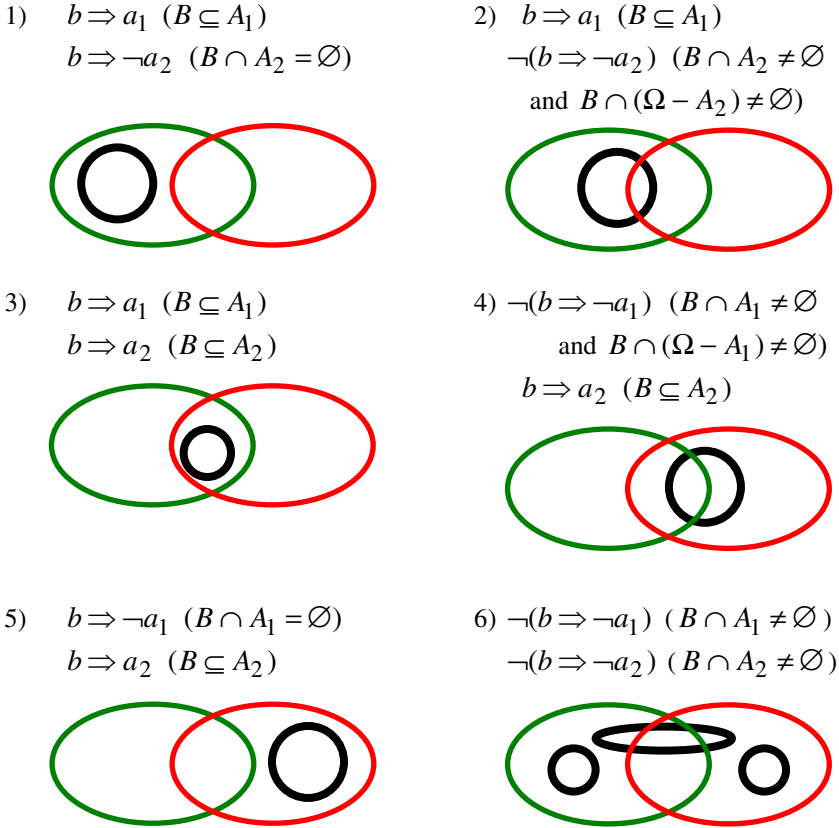 1) b ⇒ a₁ (B ⊆ A₁)
b ⇒ ¬a₂ (B ∩ A₂ = ∅)
2) b ⇒ a₁ (B ⊆ A₁)
¬(b ⇒ ¬a₂) (B ∩ A₂ ≠ ∅
and B ∩ (Ω − A₂) ≠ ∅)
3) b ⇒ a₁ (B ⊆ A₁)
b ⇒ a₂ (B ⊆ A₂)
4) ¬(b ⇒ ¬a₁) (B ∩ A₁ ≠ ∅
and B ∩ (Ω − A₁) ≠ ∅)
b ⇒ a₂ (B ⊆ A₂)
5) b ⇒ ¬a₁ (B ∩ A₁ = ∅)
b ⇒ a₂ (B ⊆ A₂)
6) ¬(b ⇒ ¬a₁) ( B ∩ A₁ ≠ ∅ )
¬(b ⇒ ¬a₂) ( B ∩ A₂ ≠ ∅ )